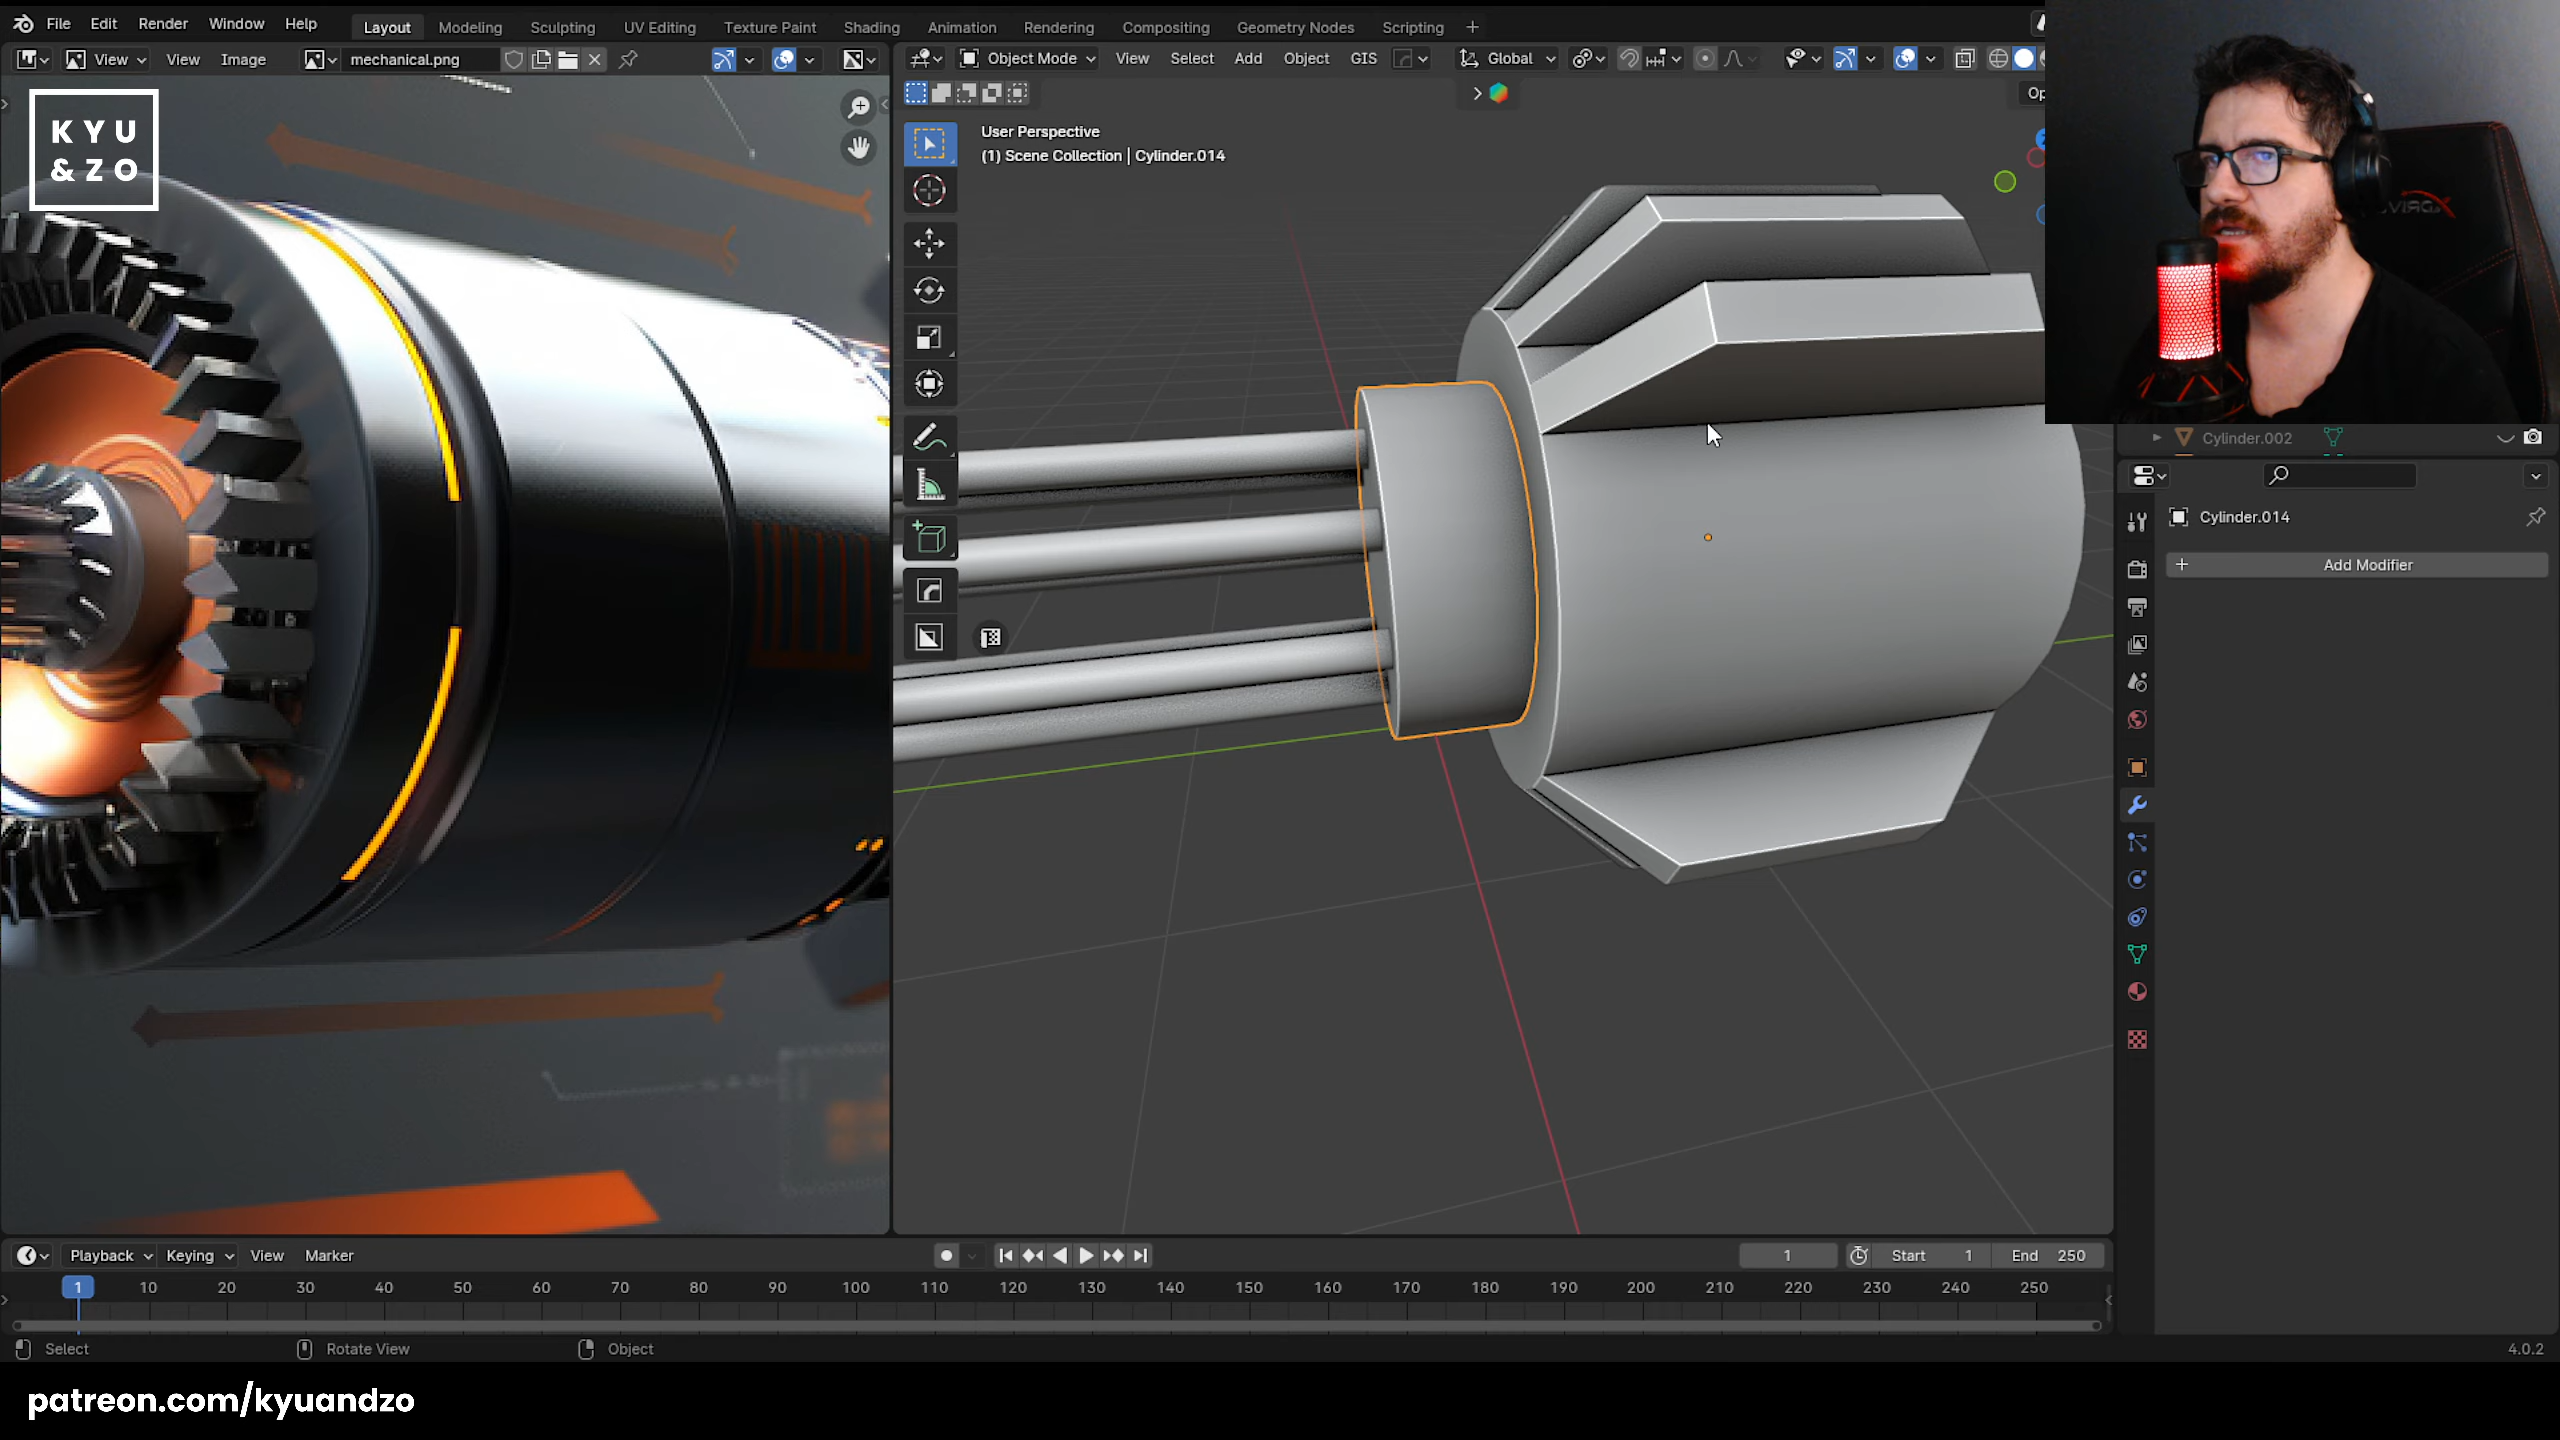 File Edit Render Window Help
Layout Modeling Sculpting UV Editing Texture Paint Shading Animation Rendering Compositing Geometry Nodes Scripting +
View View Image mechanical.png
Object Mode View Select Add Object GIS Global
KYU
&ZO
User Perspective
(1) Scene Collection | Cylinder.014
Cylinder.002
Cylinder.014
+ Add Modifier
Playback Keying View Marker
1 Start 1 End 250
1 10 20 30 40 50 60 70 80 90 100 110 120 130 140 150 160 170 180 190 200 210 220 230 240 250
Select Rotate View Object 4.0.2
patreon.com/kyuandzo